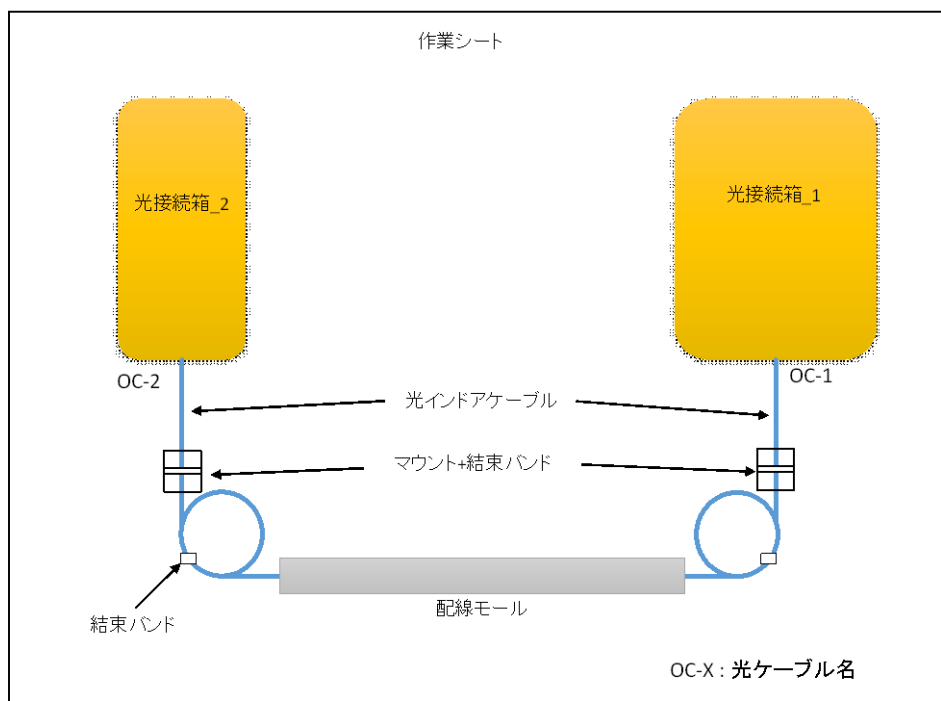 作業シート
光接続箱_2
光接続箱_1
OC-2
OC-1
光インドアケーブル
マウント+結束バンド
配線モール
結束バンド
OC-X : 光ケーブル名